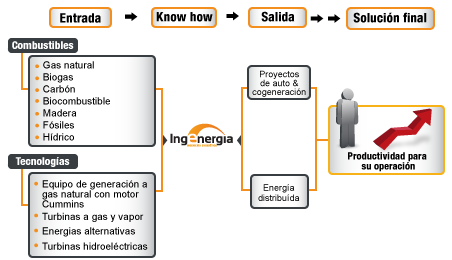 Entrada
Know how
Salida
Solución final
Combustibles
Gas natural
Biogas
Carbón
Biocombustible
Madera
Fósiles
Hídrico
Tecnologías
Equipo de generación a
gas natural con motor
Cummins
Turbinas a gas y vapor
Energias alternativas
Turbinas hidroeléctricas
Ingenergía
Proyectos
de auto &
cogeneración
Energía
distribuída
Productividad para
su operación